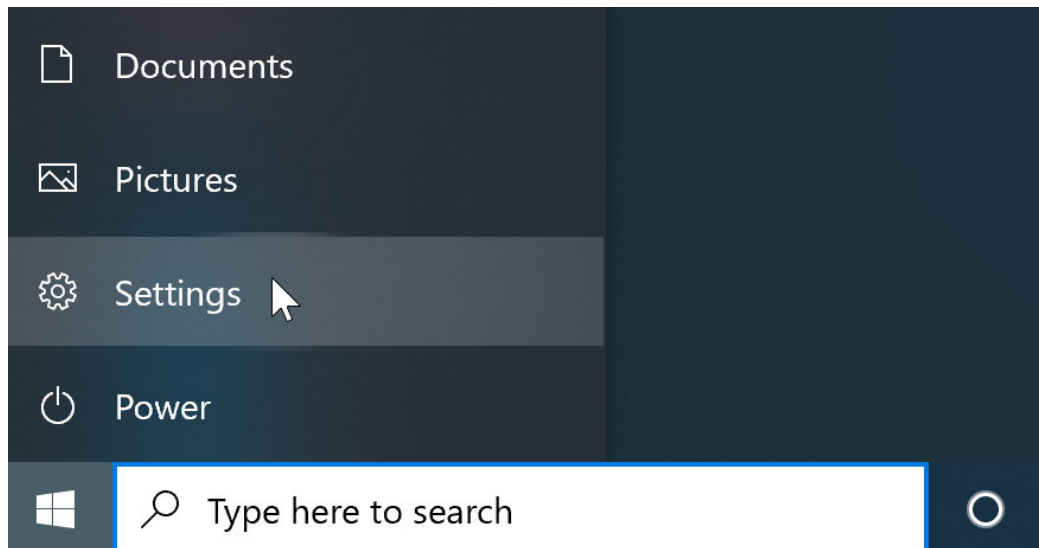 Documents
Pictures
Settings
Power
Type here to search